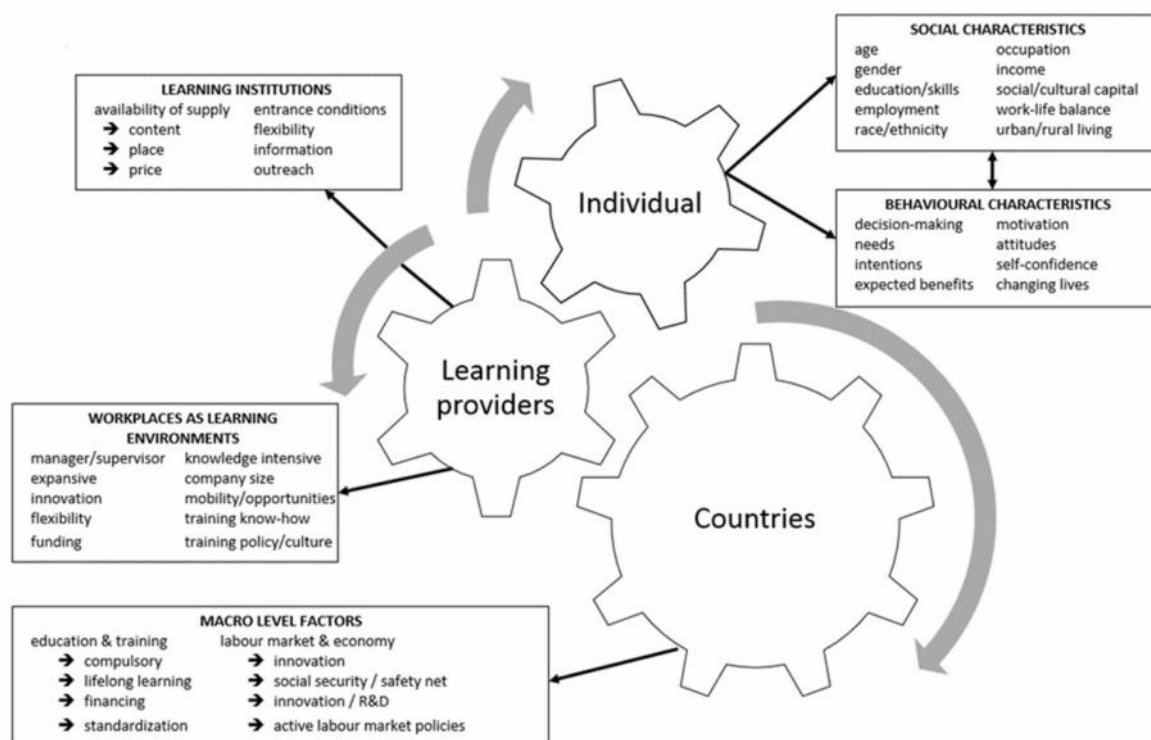 SOCIAL CHARACTERISTICS
age occupation
gender income
education/skills social/cultural capital
employment work-life balance
race/ethnicity urban/rural living
LEARNING INSTITUTIONS
availability of supply entrance conditions
➔ content flexibility
➔ place information
➔ price outreach
Individual
BEHAVIOURAL CHARACTERISTICS
decision-making motivation
needs attitudes
intentions self-confidence
expected benefits changing lives
Learning
providers
WORKPLACES AS LEARNING
ENVIRONMENTS
manager/supervisor knowledge intensive
expansive company size
innovation mobility/opportunities
flexibility training know-how
funding training policy/culture
Countries
MACRO LEVEL FACTORS
education & training labour market & economy
➔ compulsory ➔ innovation
➔ lifelong learning ➔ social security / safety net
➔ financing ➔ innovation / R&D
➔ standardization ➔ active labour market policies